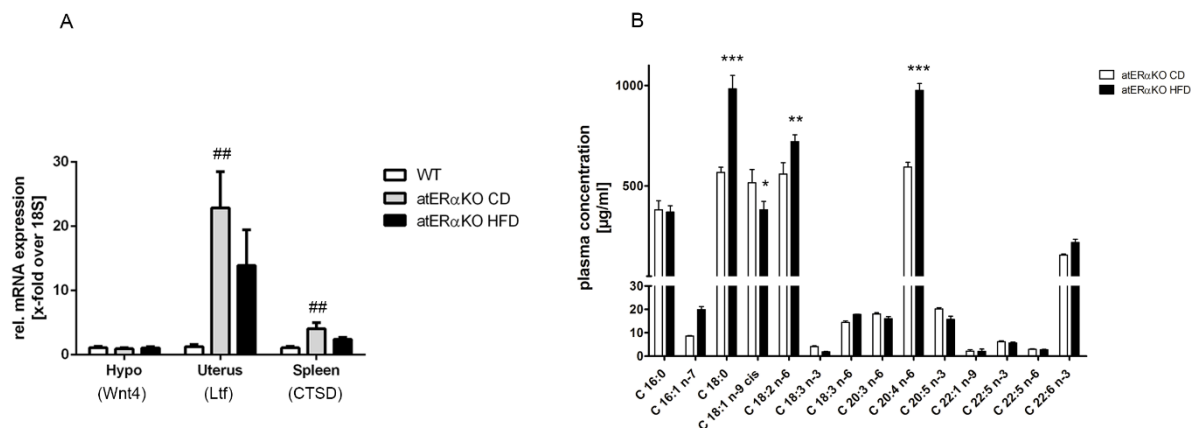 A
rel. mRNA expression
[x-fold over 18S]
30
20
10
0
##
##
Hypo
(Wnt4)
Uterus
(Ltf)
Spleen
(CTSD)
WT
atERαKO CD
atERαKO HFD
B
plasma concentration
[µg/ml]
1000
500
30
20
10
0
***
*
**
***
C 16:0
C 16:1 n-7
C 18:0
C 18:1 n-9 cis
C 18:2 n-6
C 18:3 n-3
C 18:3 n-6
C 20:3 n-6
C 20:4 n-6
C 20:5 n-3
C 22:1 n-9
C 22:5 n-3
C 22:5 n-6
C 22:6 n-3
atERαKO CD
atERαKO HFD